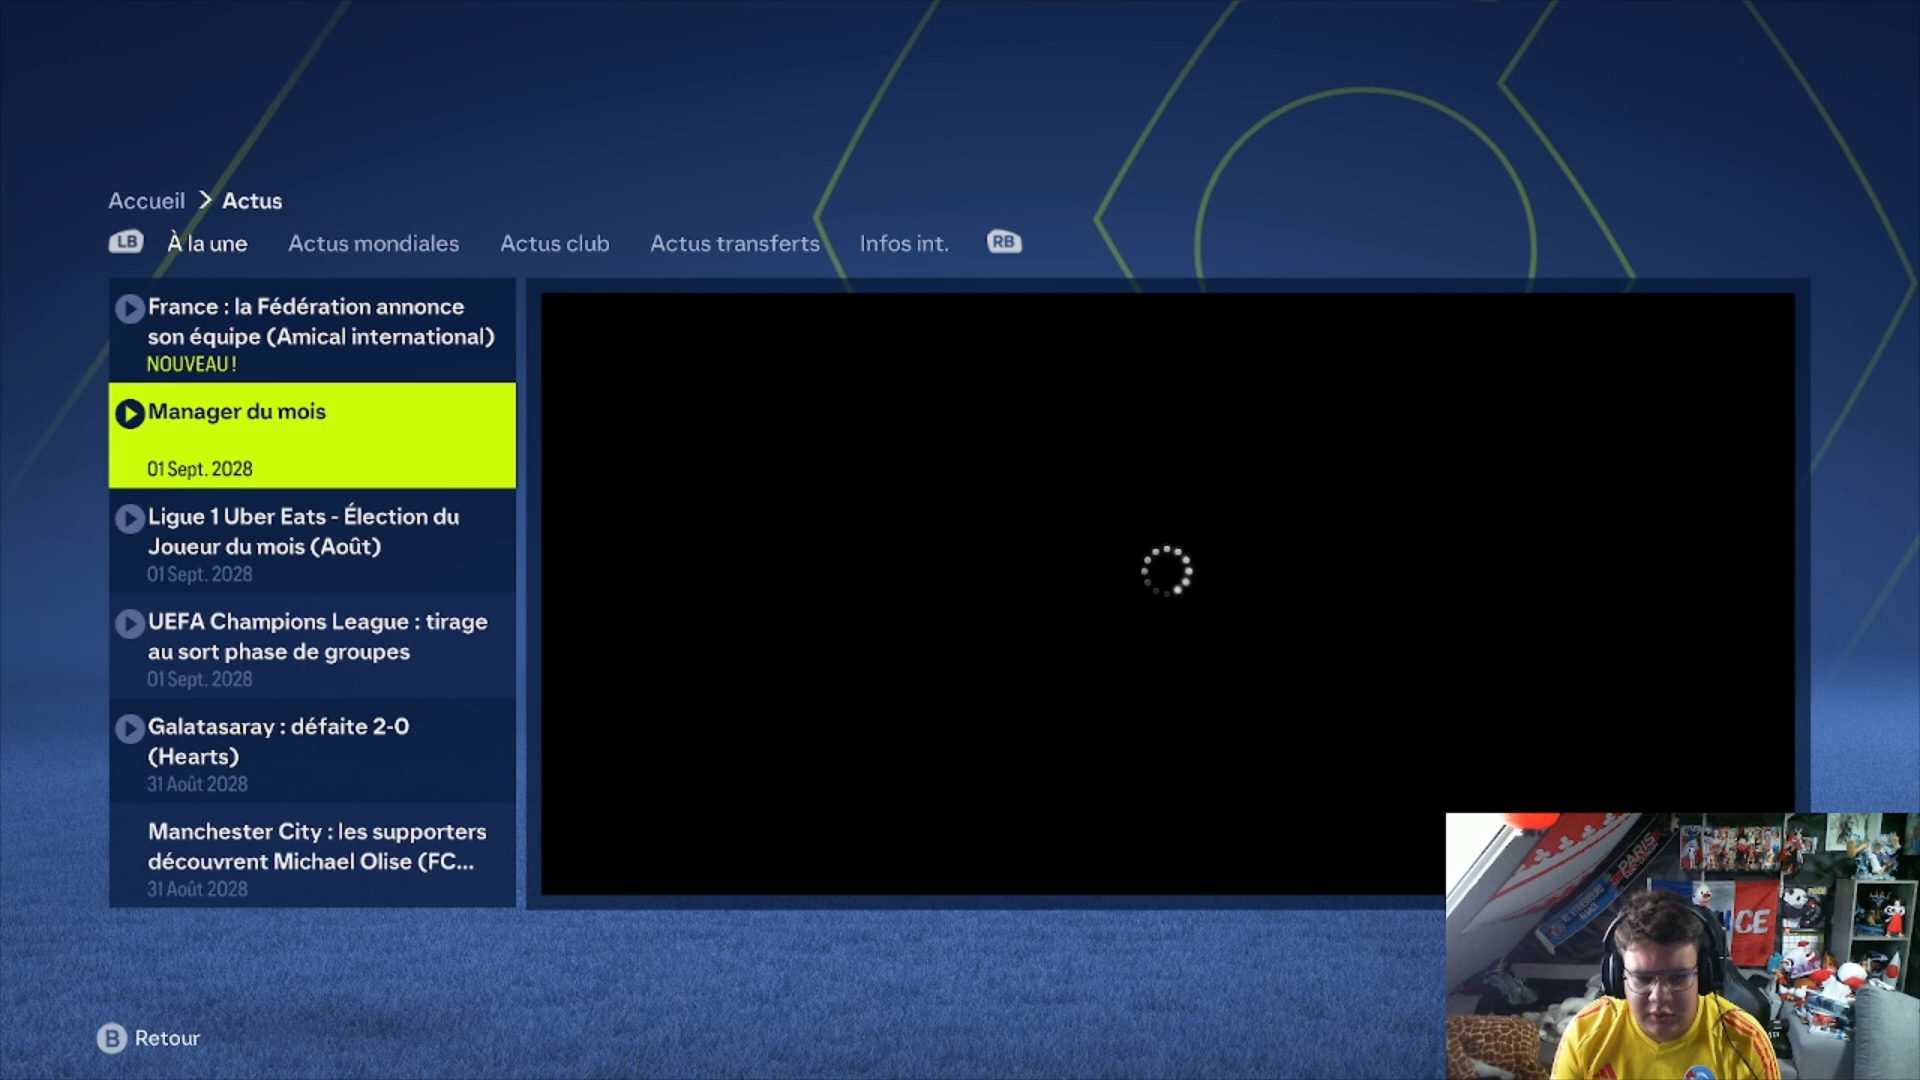 Accueil > Actus
LB À la une Actus mondiales Actus club Actus transferts Infos int. RB
France : la Fédération annonce
son équipe (Amical international)
NOUVEAU !
Manager du mois
01 Sept. 2028
Ligue 1 Uber Eats - Élection du
Joueur du mois (Août)
01 Sept. 2028
UEFA Champions League : tirage
au sort phase de groupes
01 Sept. 2028
Galatasaray : défaite 2-0
(Hearts)
31 Août 2028
Manchester City : les supporters
découvrent Michael Olise (FC...
31 Août 2028
PARIS
CE
B Retour